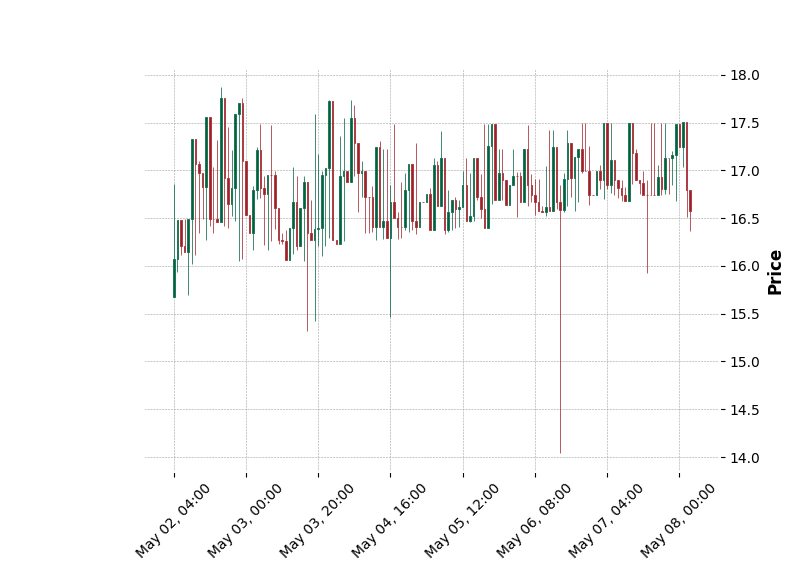 18.0
17.5
17.0
16.5
16.0
15.5
15.0
14.5
14.0
Price
May 02, 04:00
May 03, 00:00
May 03, 20:00
May 04, 16:00
May 05, 12:00
May 06, 08:00
May 07, 04:00
May 08, 00:00